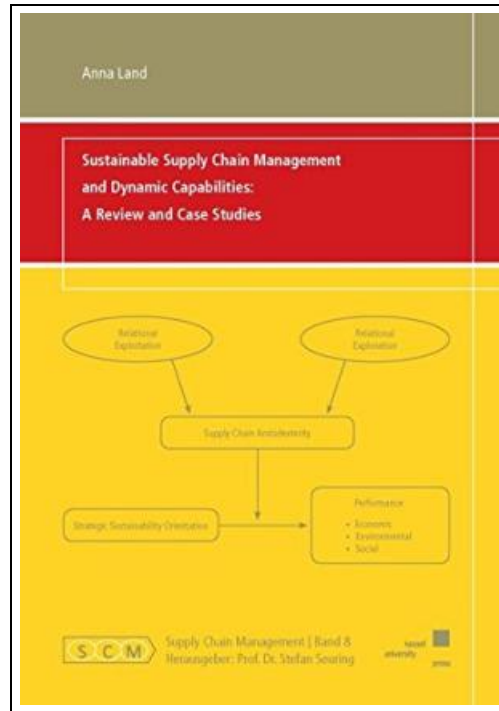 Anna Land
Sustainable Supply Chain Management
and Dynamic Capabilities:
A Review and Case Studies
Relational
Exploitation
Relational
Exploration
Supply Chain Ambidexterity
Strategic Sustainability Orientation
Performance
• Economic
• Environmental
• Social
S C M
Supply Chain Management | Band 8
Herausgeber: Prof. Dr. Stefan Seuring
kassel
university
press